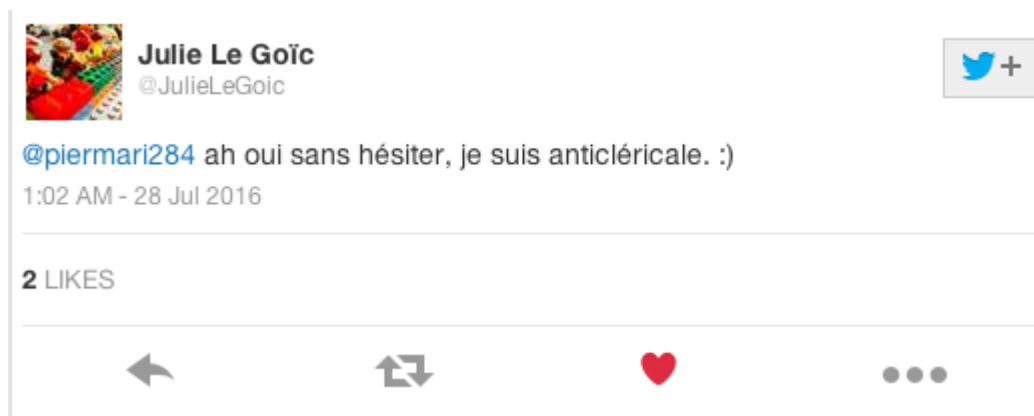 Julie Le Goïc
@JulieLeGoic
@piermari284 ah oui sans hésiter, je suis anticléricale. :)
1:02 AM - 28 Jul 2016
2 LIKES